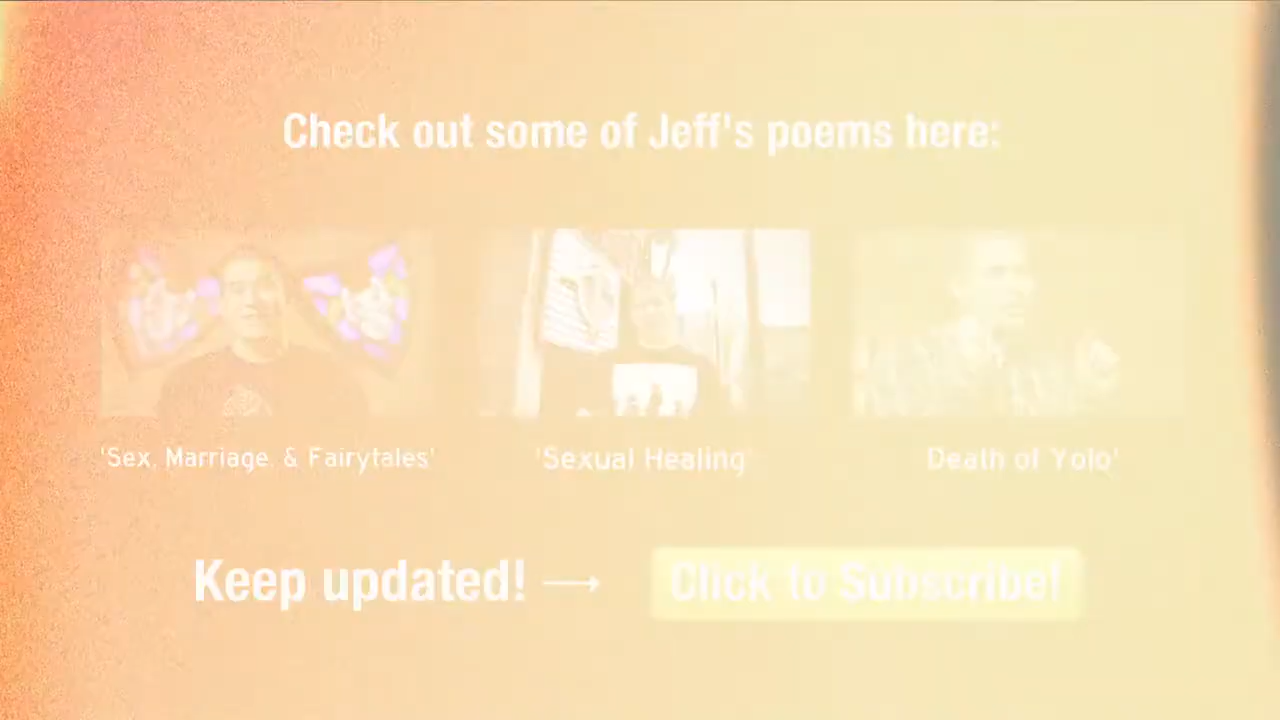 Check out some of Jeff's poems here:
'Sex, Marriage, & Fairytales' 'Sexual Healing' Death of Yolo'
Keep updated! → Click to Subscribe!